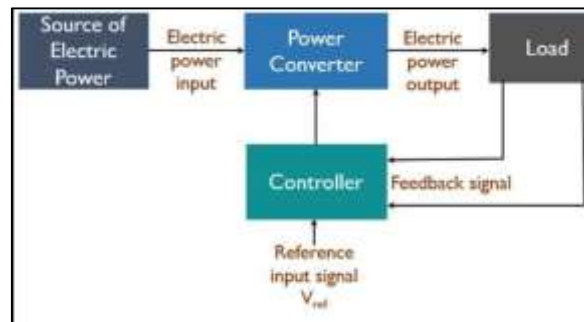 Source of
Electric
Power
Electric
power
input
Power
Converter
Electric
power
output
Load
Controller
Feedback signal
Reference
input signal
V_ref